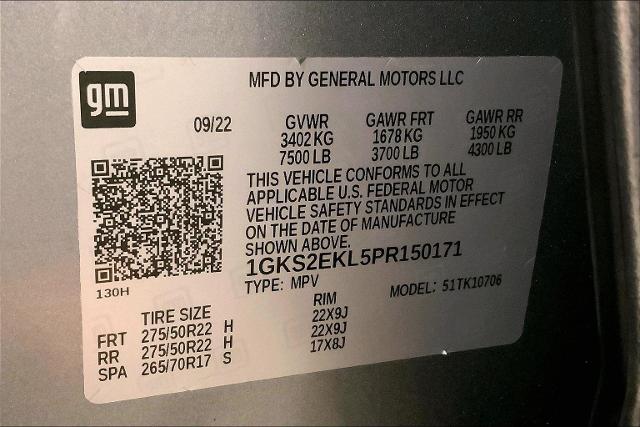 gm
MFD BY GENERAL MOTORS LLC
09/22
GVWR GAWR FRT GAWR RR
3402 KG 1678 KG 1950 KG
7500 LB 3700 LB 4300 LB
THIS VEHICLE CONFORMS TO ALL
APPLICABLE U.S. FEDERAL MOTOR
VEHICLE SAFETY STANDARDS IN EFFECT
ON THE DATE OF MANUFACTURE
SHOWN ABOVE.
1GKS2EKL5PR150171
130H
TYPE: MPV MODEL: 51TK10706
TIRE SIZE RIM
FRT 275/50R22 H 22X9J
RR 275/50R22 H 22X9J
SPA 265/70R17 S 17X8J